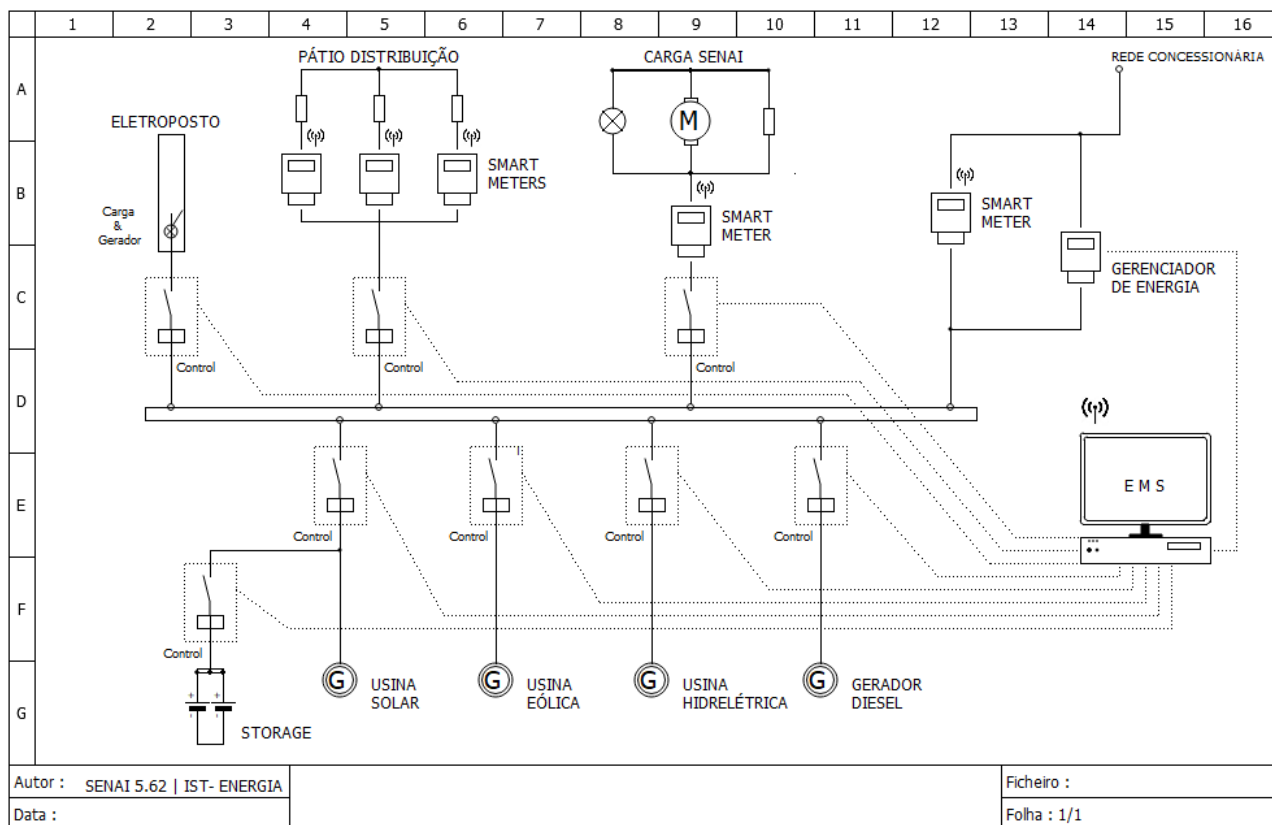 1 2 3 4 5 6 7 8 9 10 11 12 13 14 15 16
A
B
C
D
E
F
G
PÁTIO DISTRIBUIÇÃO
CARGA SENAI
REDE CONCESSIONÁRIA
ELETROPOSTO
M
SMART
METERS
Carga
&
Gerador
SMART
METER
SMART
METER
GERENCIADOR
DE ENERGIA
Control
Control
Control
E M S
Control
Control
Control
Control
Control
G
USINA
SOLAR
G
USINA
EÓLICA
G
USINA
HIDRELÉTRICA
G
GERADOR
DIESEL
+ +
- -
STORAGE
Autor : SENAI 5.62 | IST- ENERGIA
Data :
Ficheiro :
Folha : 1/1